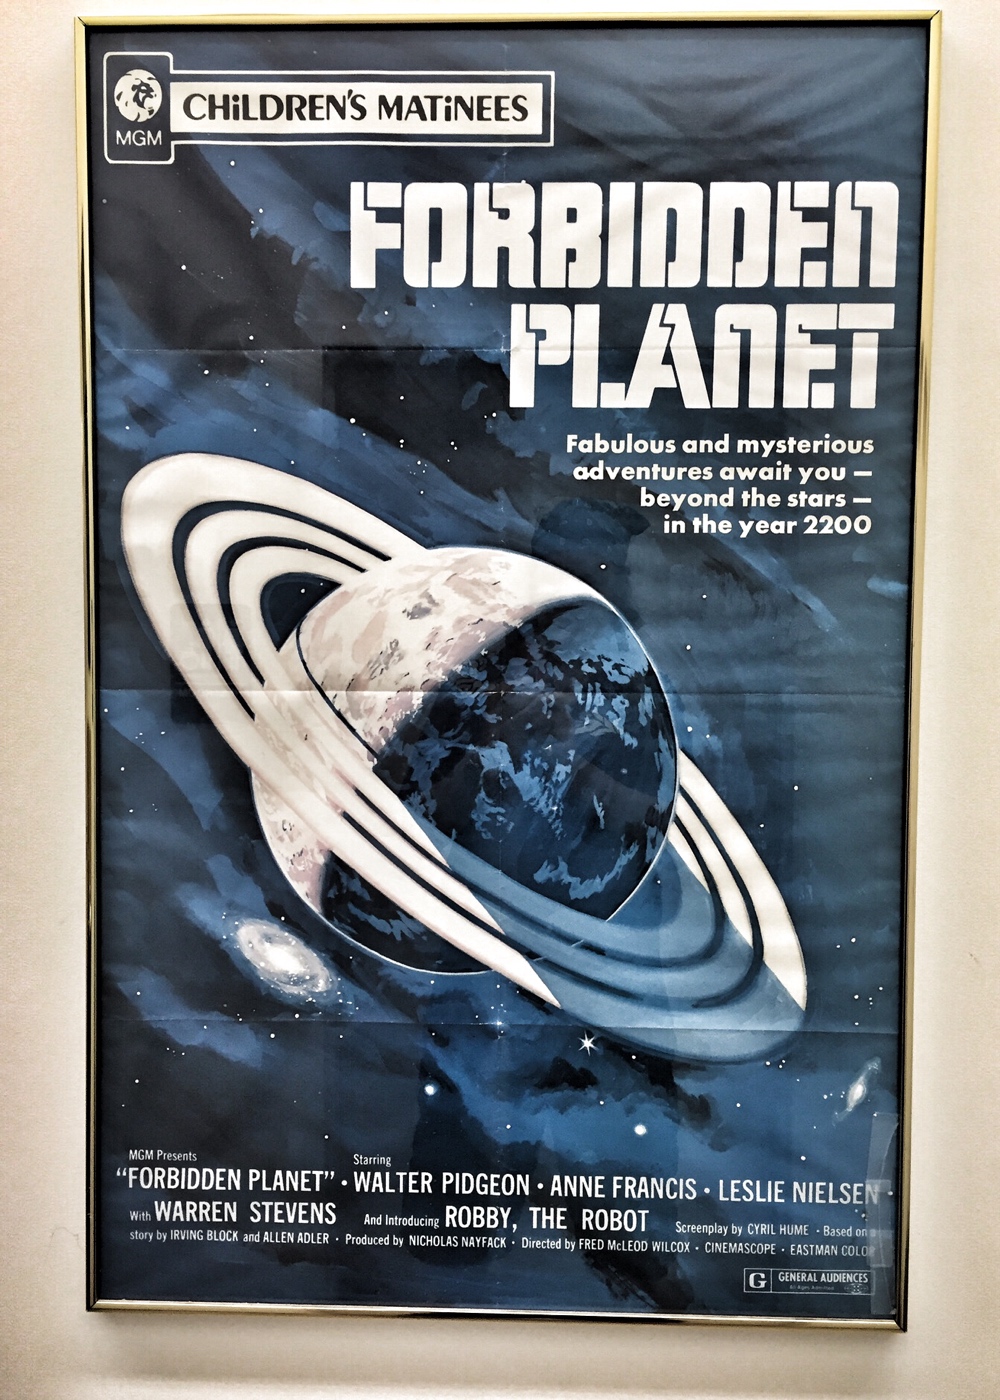 MGM
CHiLDREN'S MATiNEES
FORBIDDEN
PLANET
Fabulous and mysterious
adventures await you —
beyond the stars —
in the year 2200
MGM Presents
Starring
"FORBIDDEN PLANET" • WALTER PIDGEON • ANNE FRANCIS • LESLIE NIELSEN •
With WARREN STEVENS And Introducing ROBBY, THE ROBOT Screenplay by CYRIL HUME • Based on a
story by IRVING BLOCK and ALLEN ADLER • Produced by NICHOLAS NAYFACK • Directed by FRED McLEOD WILCOX • CINEMASCOPE • EASTMAN COLOR
G GENERAL AUDIENCES
All Ages Admitted